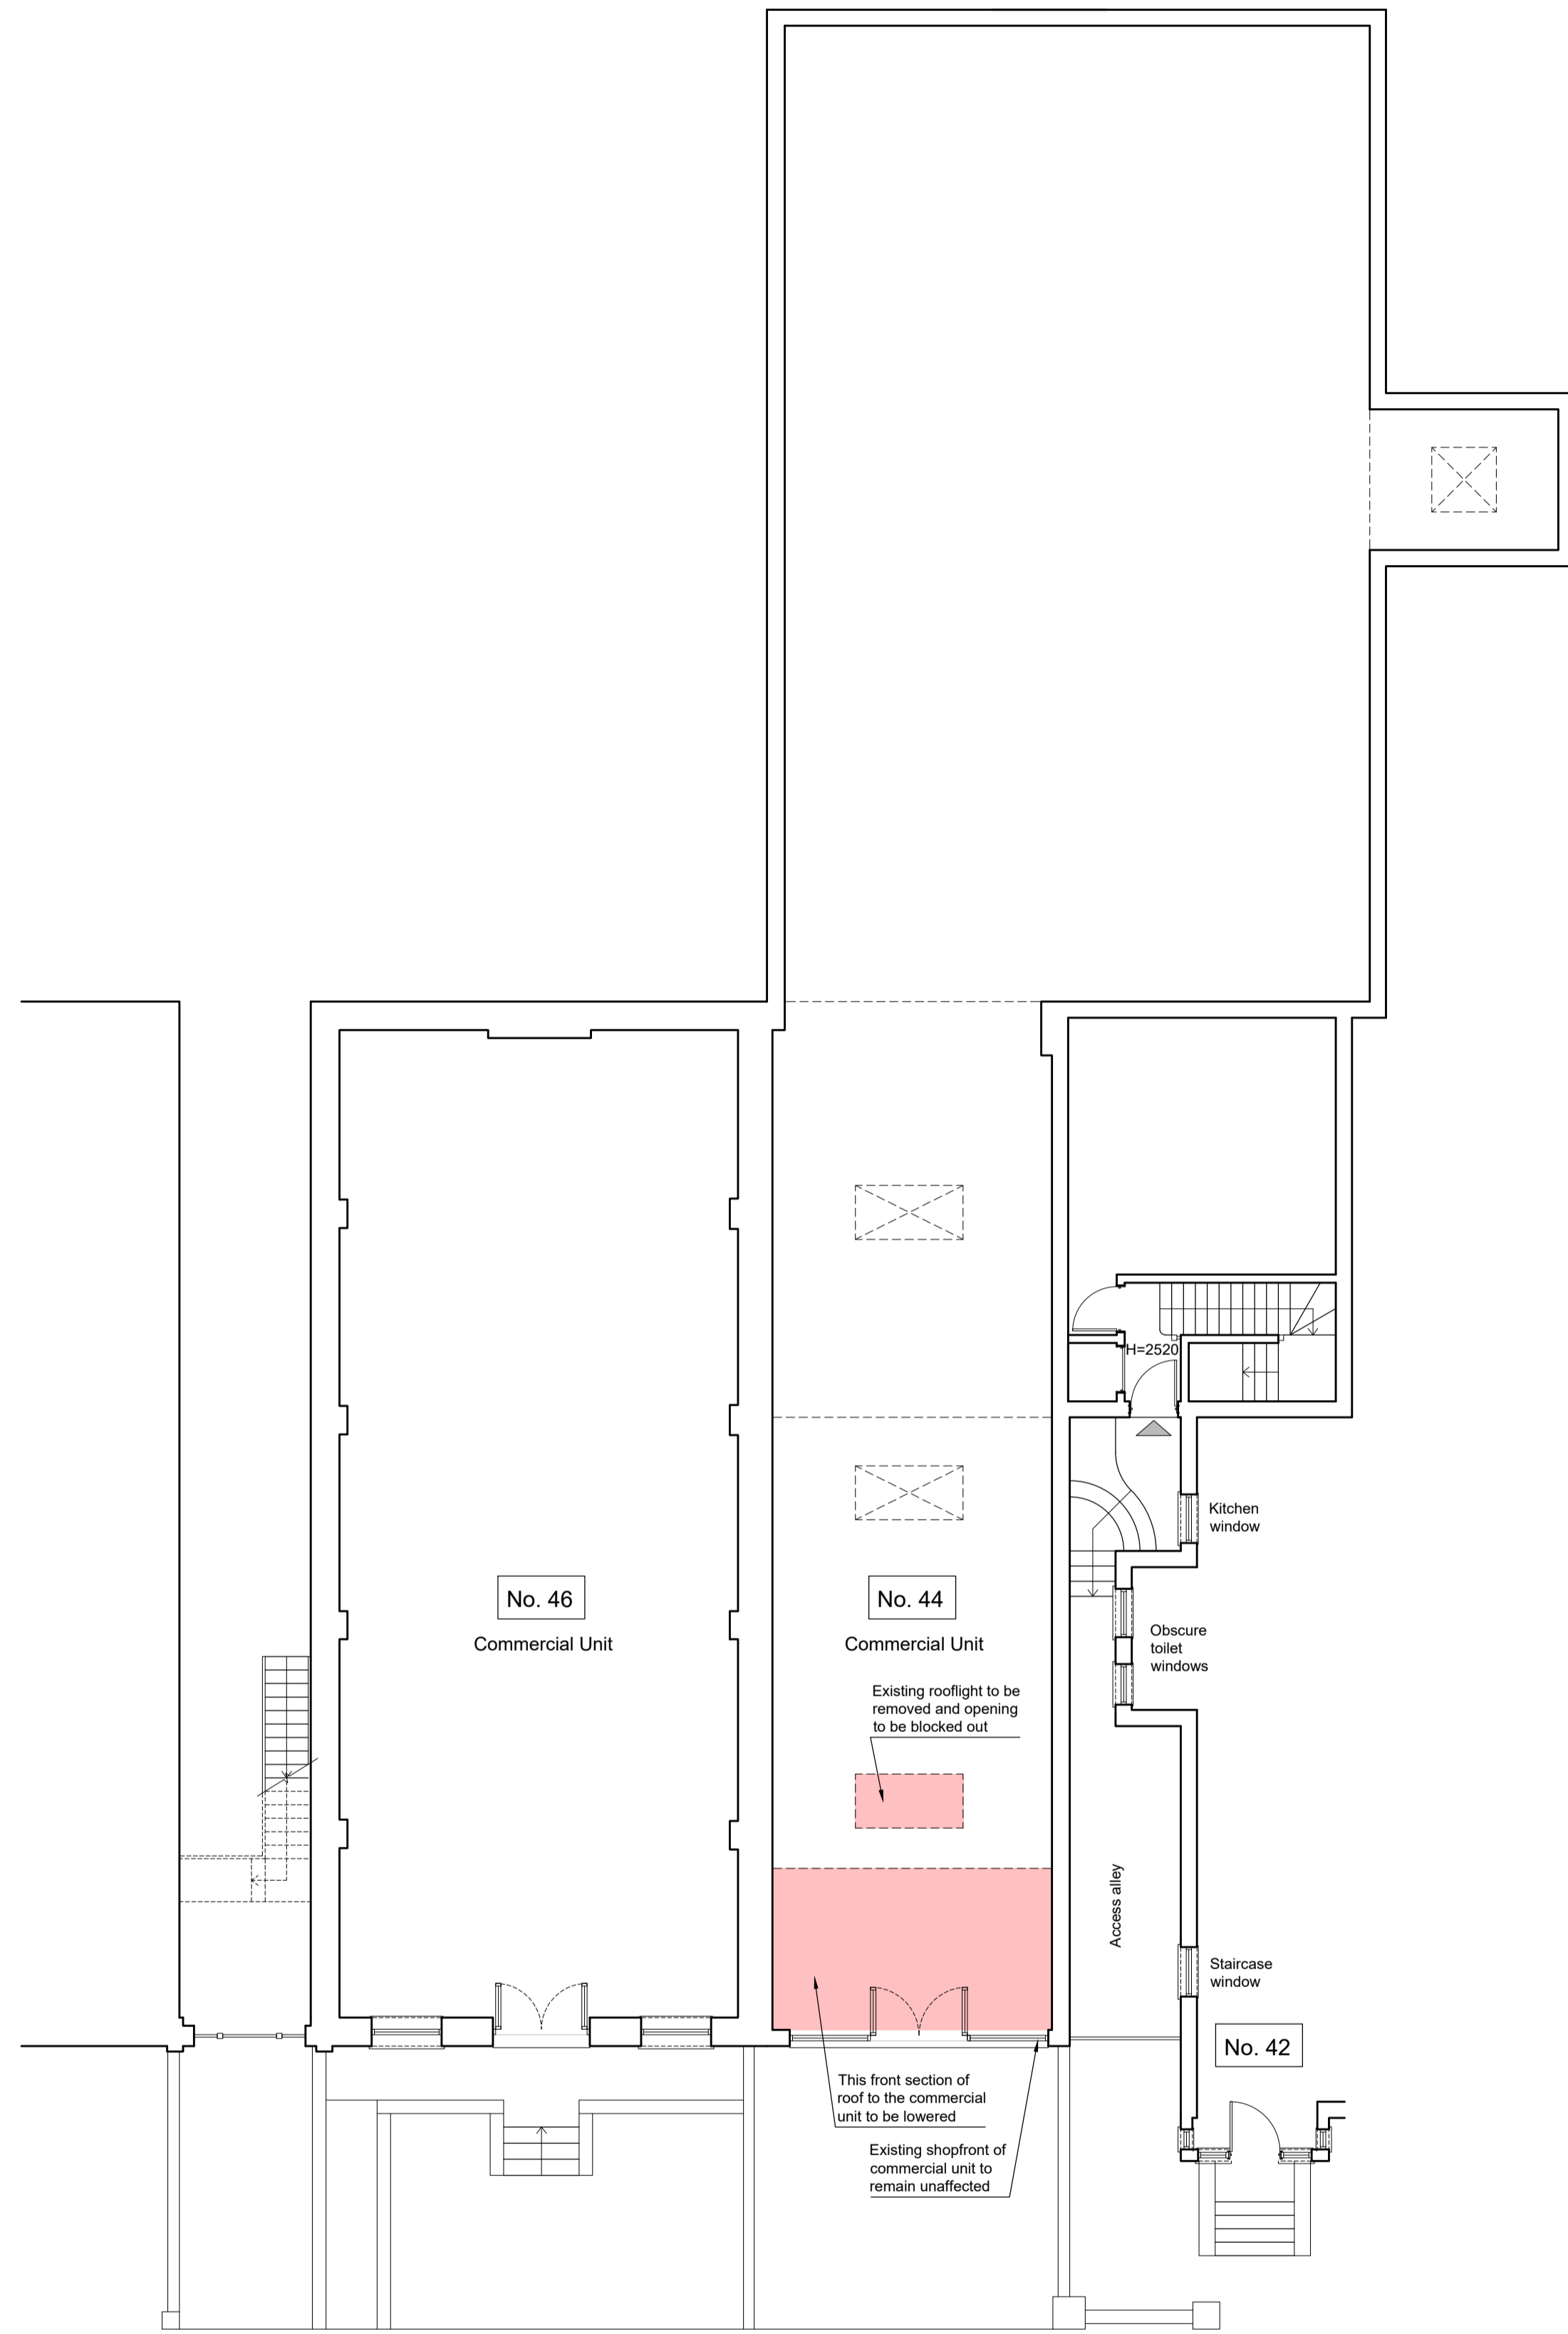 H=2520
Kitchen
window
No. 46
Commercial Unit
No. 44
Commercial Unit
Obscure
toilet
windows
Existing rooflight to be
removed and opening
to be blocked out
Access alley
Staircase
window
No. 42
This front section of
roof to the commercial
unit to be lowered
Existing shopfront of
commercial unit to
remain unaffected